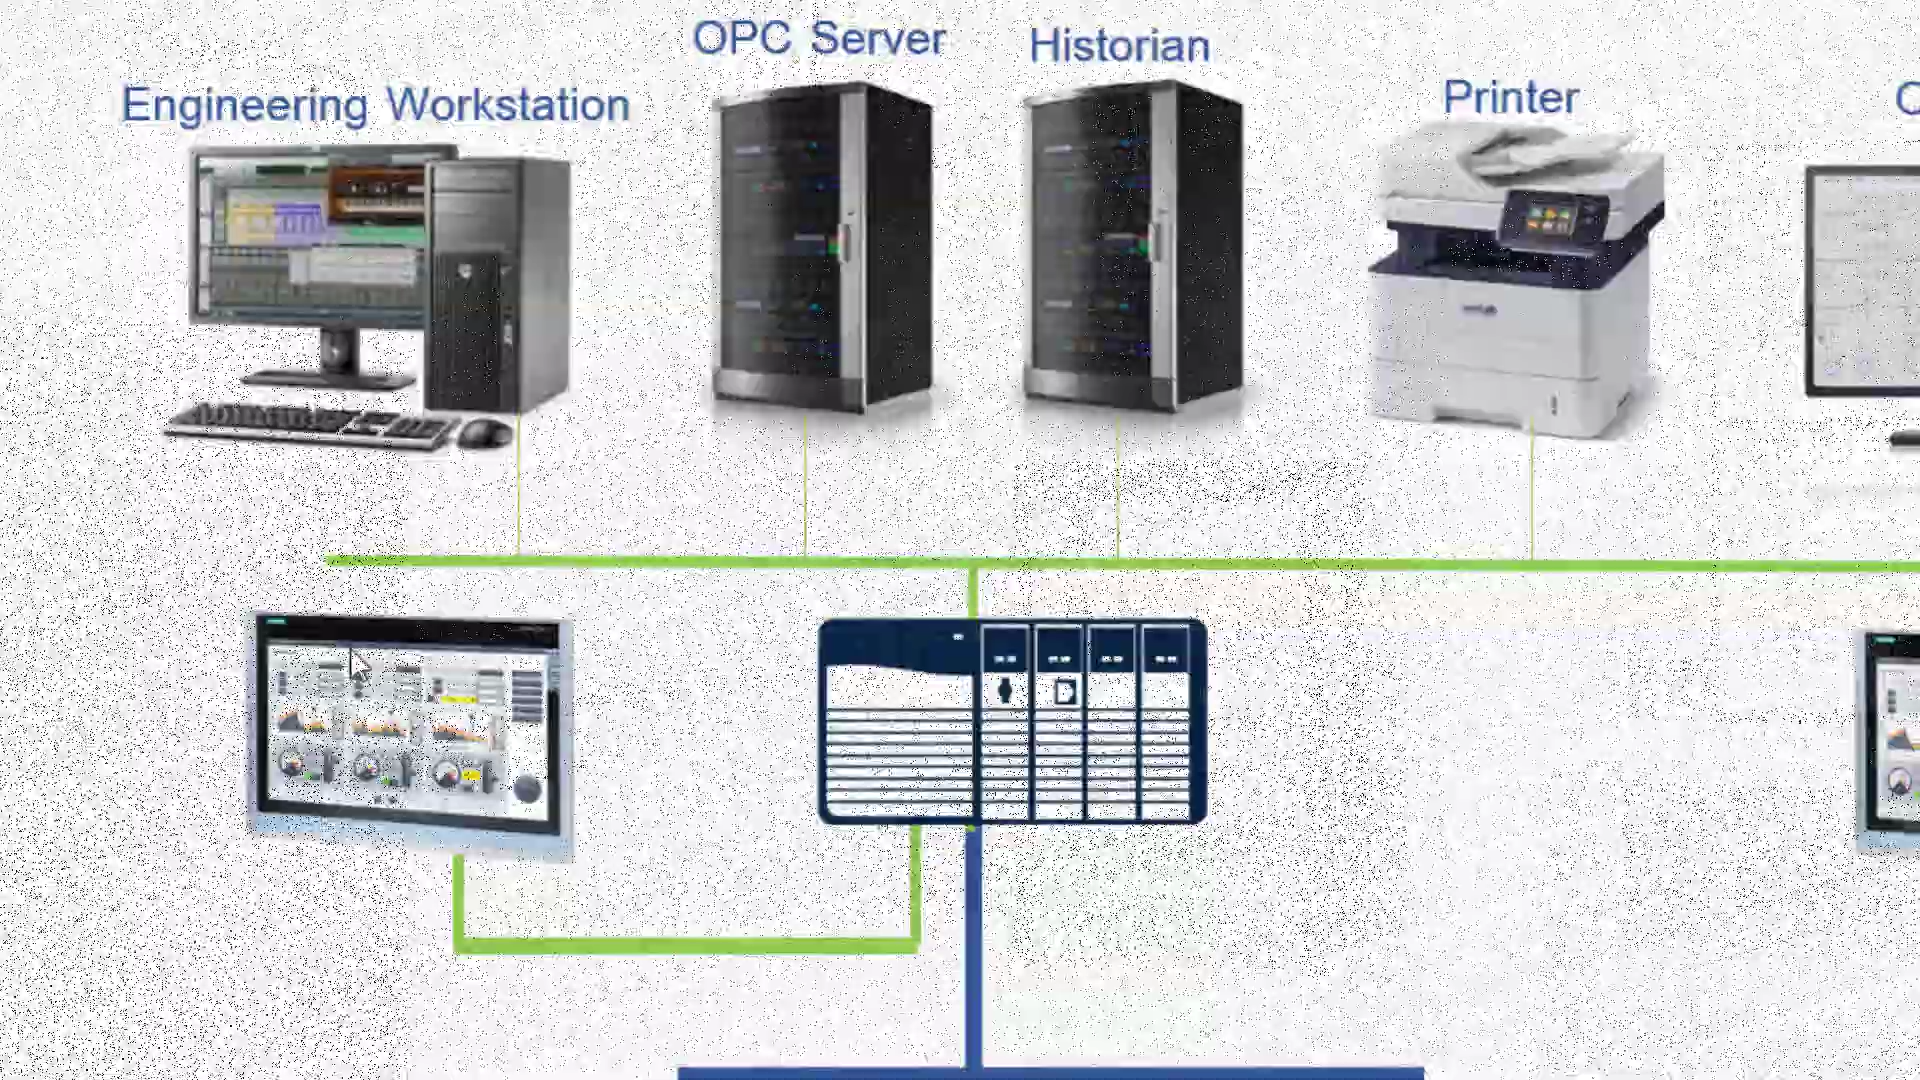 OPC Server
Historian
Engineering Workstation
Printer